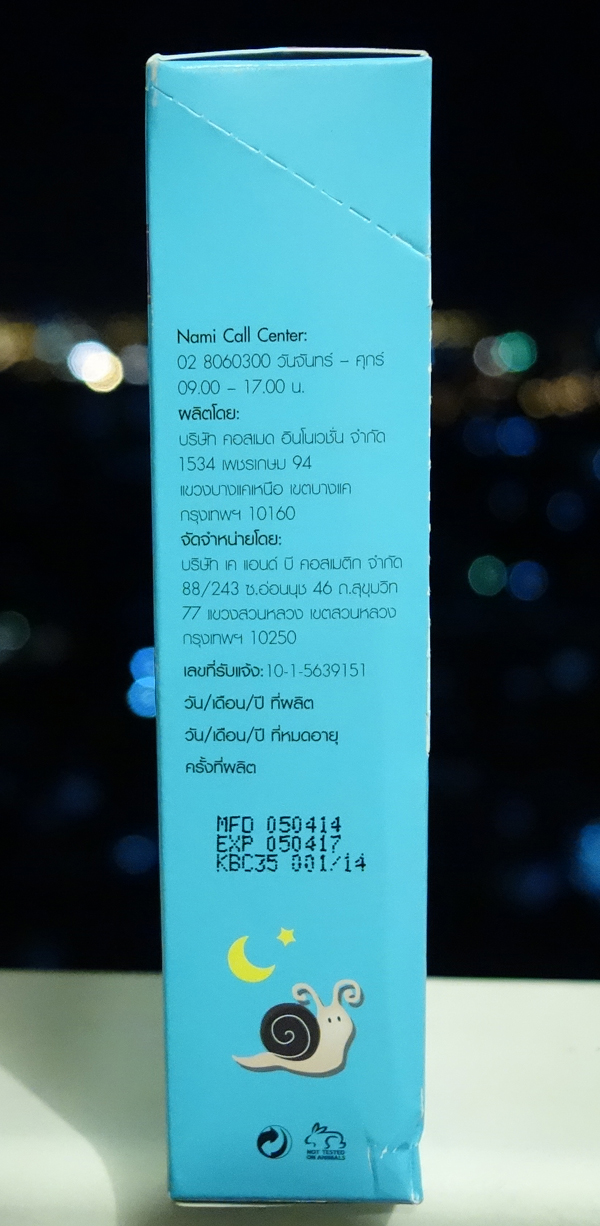 Nami Call Center:
02 8060300 วันจันทร์ – ศุกร์
09.00 – 17.00 น.
ผลิตโดย:
บริษัท คอสเมด อินโนเวชั่น จำกัด
1534 เพชรเกษม 94
แขวงบางแคเหนือ เขตบางแค
กรุงเทพฯ 10160
จัดจำหน่ายโดย:
บริษัท เค แอนด์ บี คอสเมติก จำกัด
88/243 ซ.อ่อนนุช 46 ถ.สุขุมวิท
77 แขวงสวนหลวง เขตสวนหลวง
กรุงเทพฯ 10250
เลขที่รับแจ้ง: 10-1-5639151
วัน/เดือน/ปี ที่ผลิต
วัน/เดือน/ปี ที่หมดอายุ
ครั้งที่ผลิต
MFD 050414
EXP 050417
KBC35 001/14
NOT TESTED
ON ANIMALS